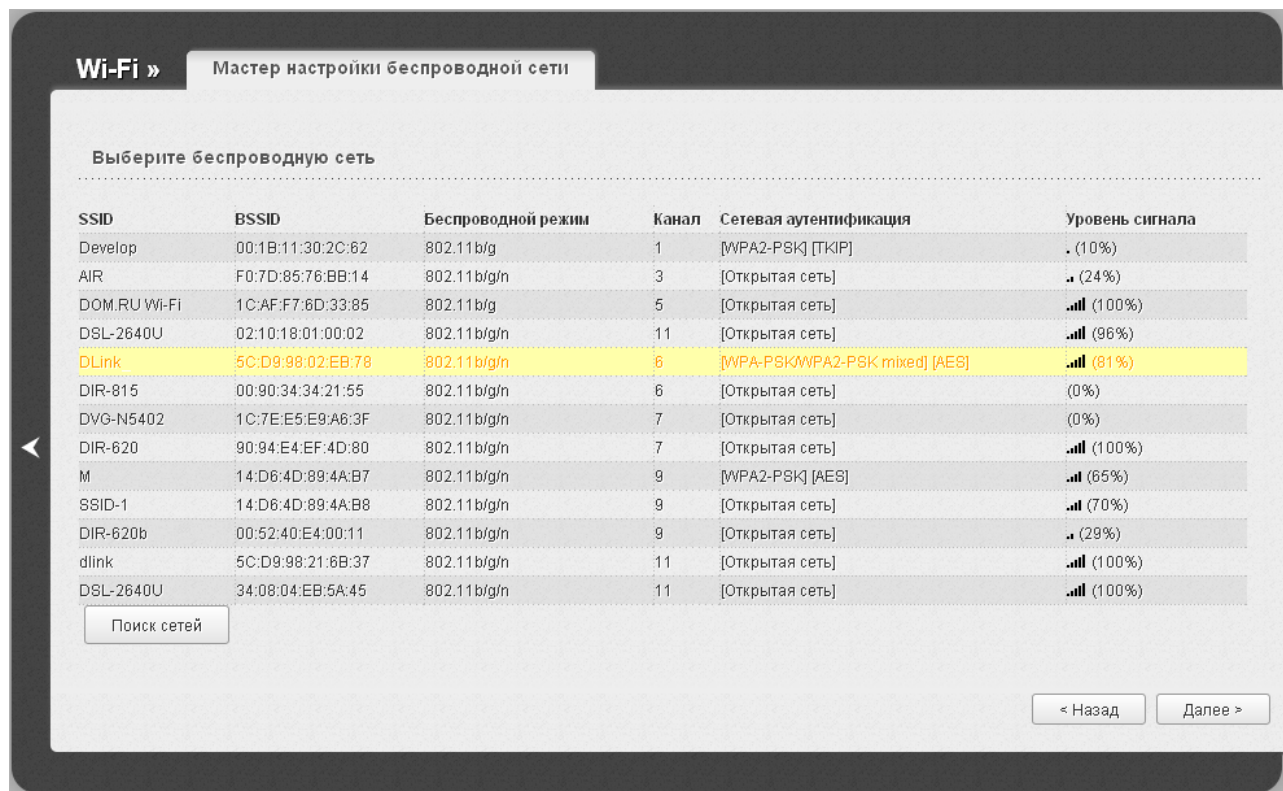 Wi-Fi » Мастер настройки беспроводной сети
Выберите беспроводную сеть
SSID BSSID Беспроводной режим Канал Сетевая аутентификация Уровень сигнала
Develop 00:1B:11:30:2C:62 802.11b/g 1 [WPA2-PSK] [TKIP] (10%)
AIR F0:7D:85:76:BB:14 802.11b/g/n 3 [Открытая сеть] (24%)
DOM.RU Wi-Fi 1C:AF:F7:6D:33:85 802.11b/g 5 [Открытая сеть] (100%)
DSL-2640U 02:10:18:01:00:02 802.11b/g/n 11 [Открытая сеть] (96%)
DLink 5C:D9:98:02:EB:78 802.11b/g/n 6 [WPA-PSK/WPA2-PSK mixed] [AES] (81%)
DIR-815 00:90:34:34:21:55 802.11b/g/n 6 [Открытая сеть] (0%)
DVG-N5402 1C:7E:E5:E9:A6:3F 802.11b/g/n 7 [Открытая сеть] (0%)
DIR-620 90:94:E4:EF:4D:80 802.11b/g/n 7 [Открытая сеть] (100%)
M 14:D6:4D:89:4A:B7 802.11b/g/n 9 [WPA2-PSK] [AES] (65%)
SSID-1 14:D6:4D:89:4A:B8 802.11b/g/n 9 [Открытая сеть] (70%)
DIR-620b 00:52:40:E4:00:11 802.11b/g/n 9 [Открытая сеть] (29%)
dlink 5C:D9:98:21:6B:37 802.11b/g/n 11 [Открытая сеть] (100%)
DSL-2640U 34:08:04:EB:5A:45 802.11b/g/n 11 [Открытая сеть] (100%)
Поиск сетей
< Назад Далее >